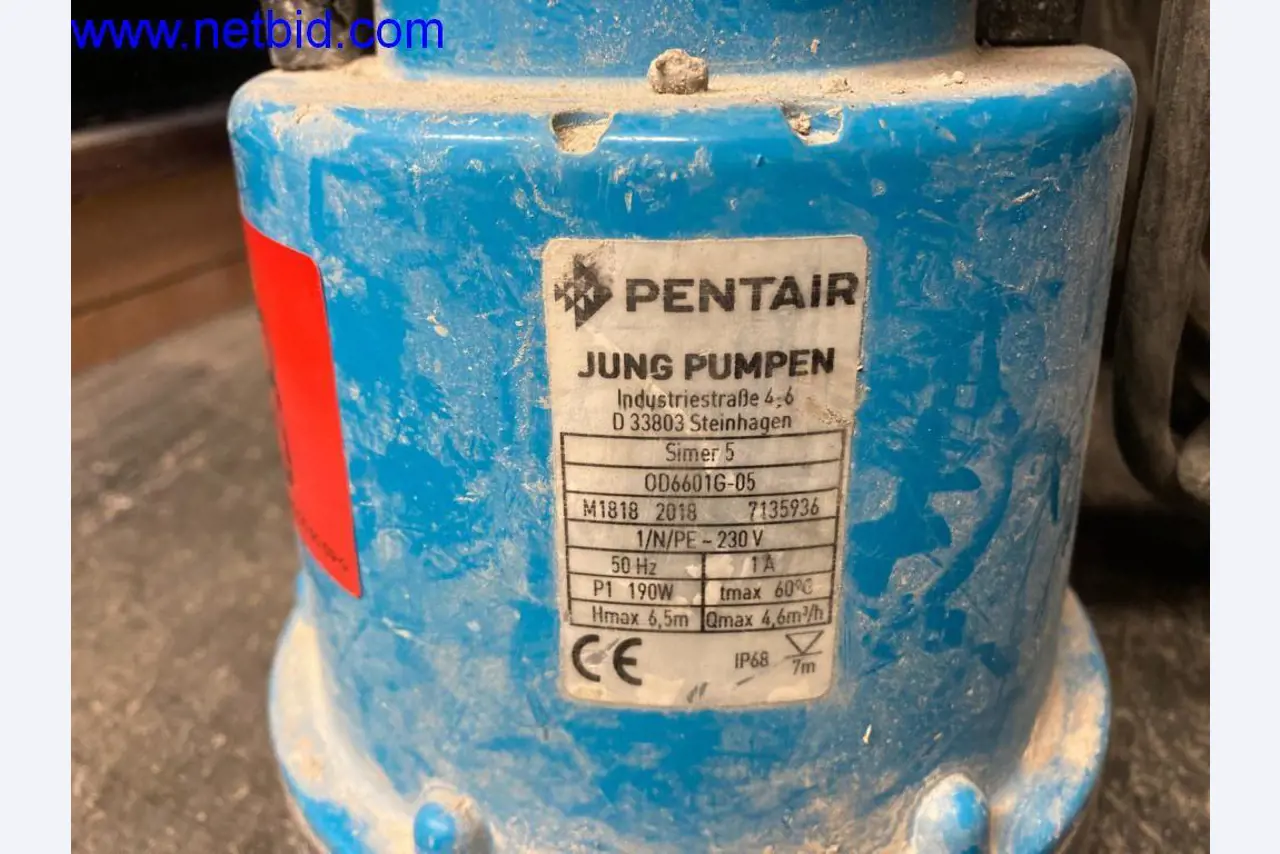 www.netbid.com
PENTAIR
JUNG PUMPEN
Industriestraße 4-6
D 33803 Steinhagen
Simer 5
OD6601G-05
M1818 2018 7135936
1/N/PE ~ 230 V
50 Hz 1 A
P1 190W tmax 60°C
Hmax 6,5m Qmax 4,6m³/h
CE IP68 7m